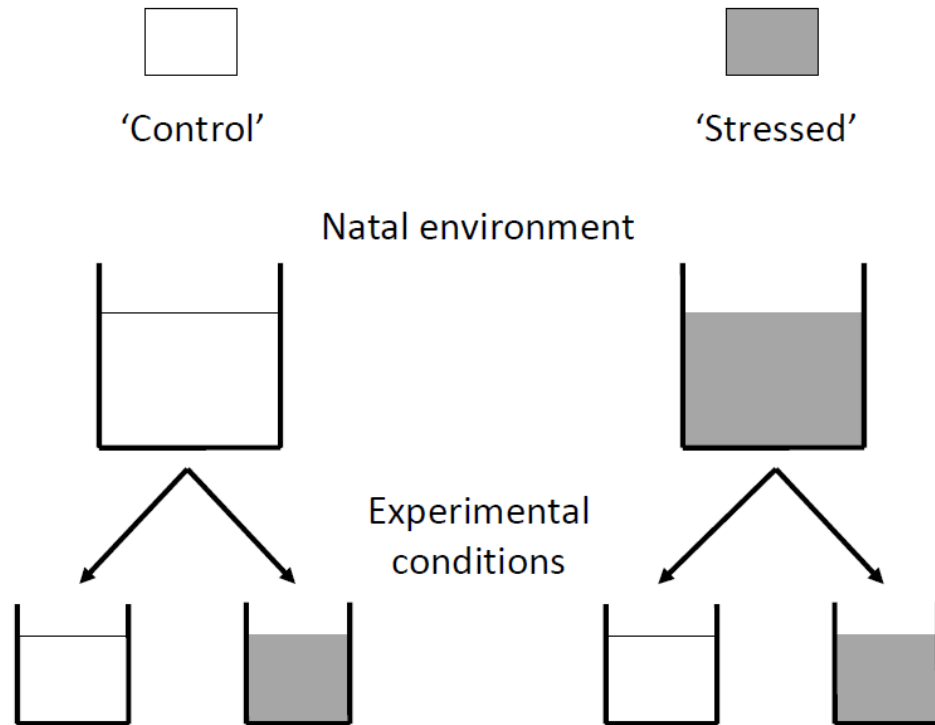 ‘Control’
‘Stressed’
Natal environment
Experimental
conditions